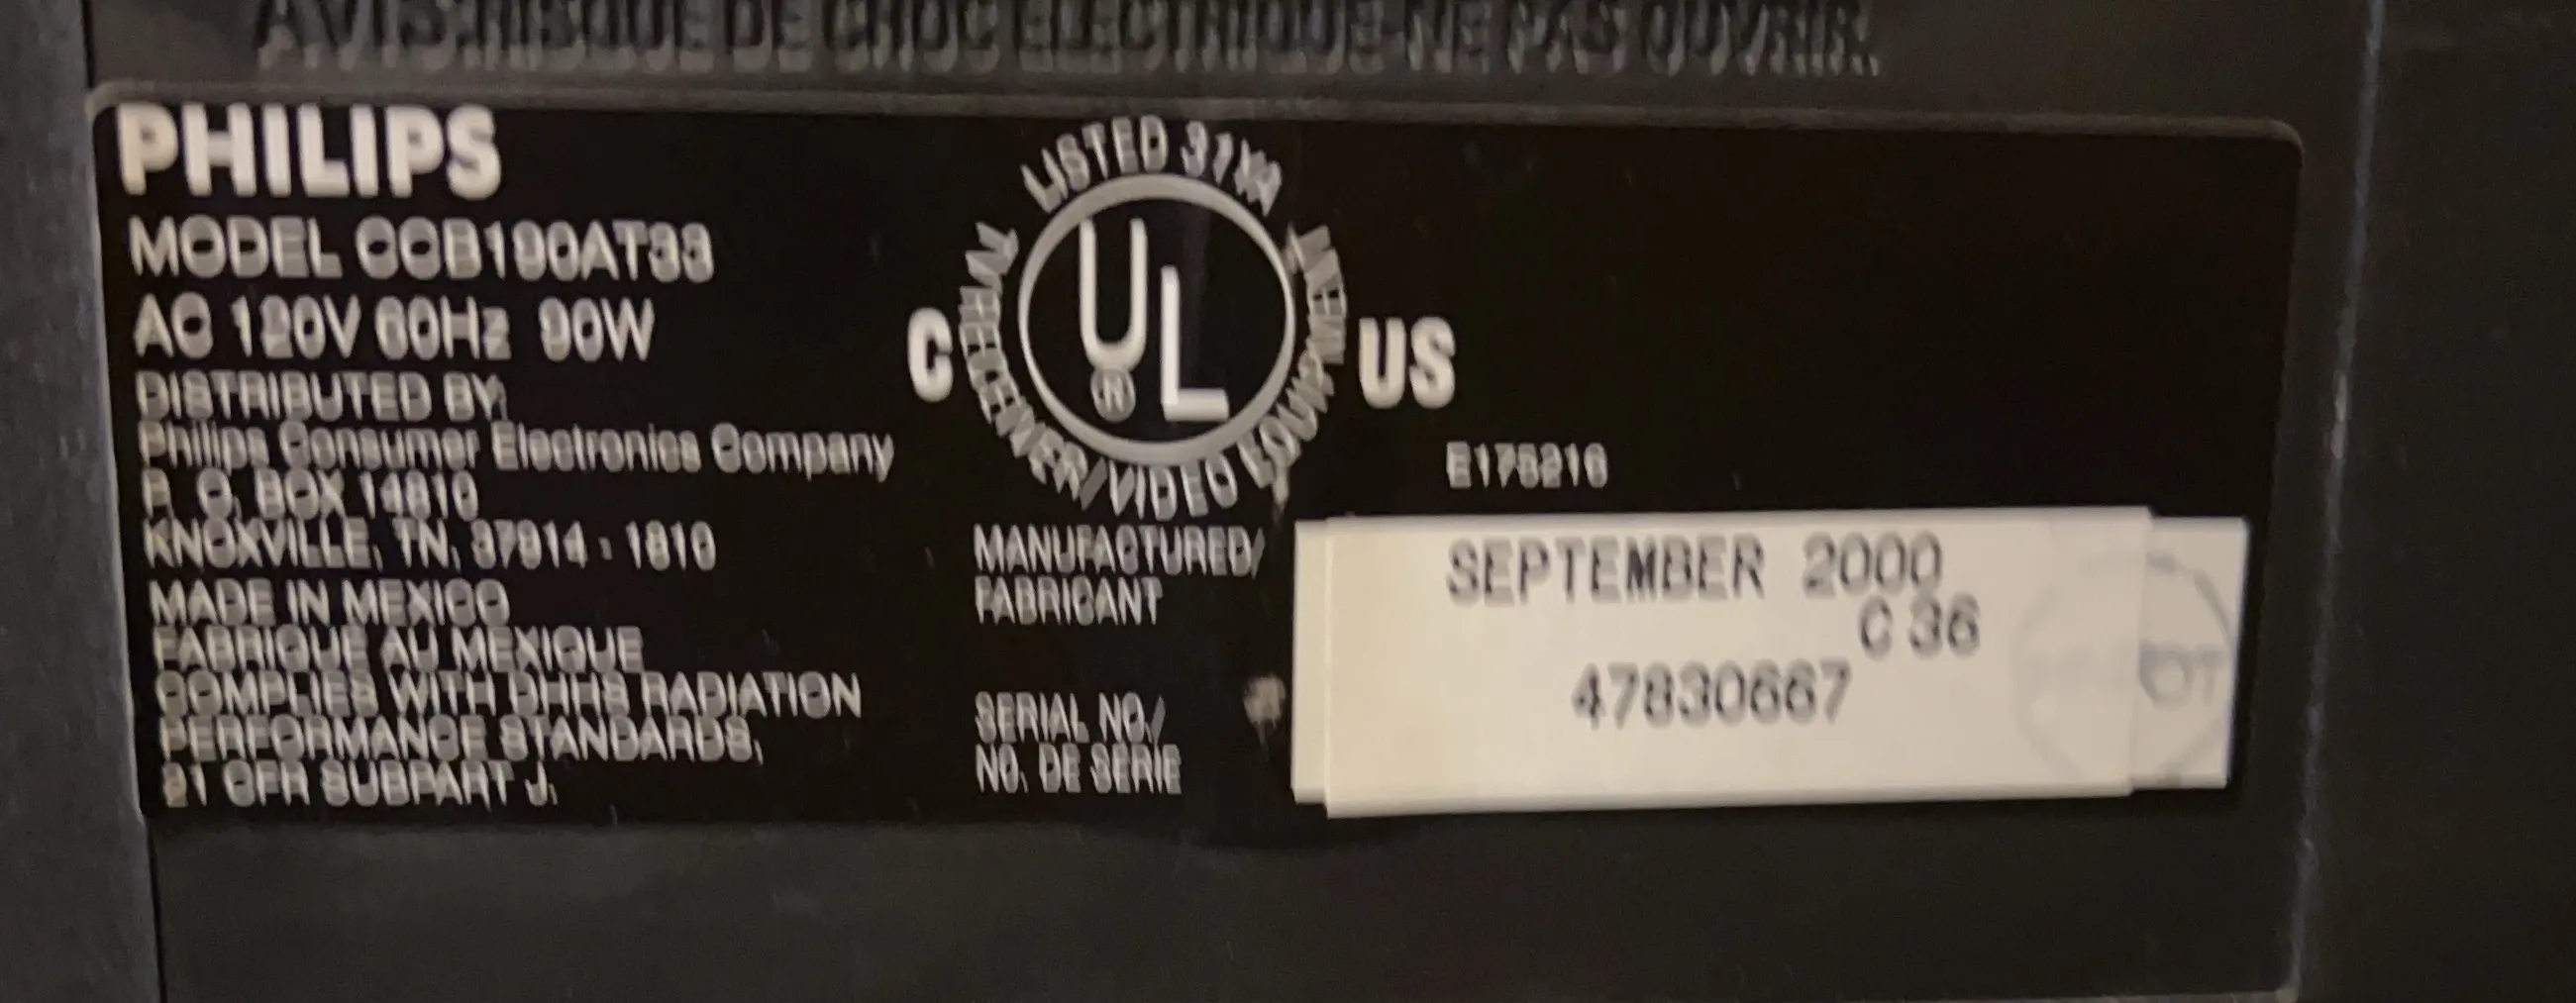 AVIS:RISQUE DE CHOC ELECTRIQUE-NE PAS OUVRIR.
PHILIPS
MODEL CCB190AT33
AC 120V 60Hz 90W
DISTRIBUTED BY:
Philips Consumer Electronics Company
P. O. BOX 14810
KNOXVILLE, TN. 37914 - 1810
MADE IN MEXICO
FABRIQUE AU MEXIQUE
COMPLIES WITH DHHS RADIATION
PERFORMANCE STANDARDS,
21 CFR SUBPART J.
LISTED 31WA
TV RECEIVER/VIDEO EQUIPMENT
C UL US
®
E175216
MANUFACTURED/
FABRICANT
SEPTEMBER 2000
C 36
SERIAL NO./
NO. DE SERIE
47830667